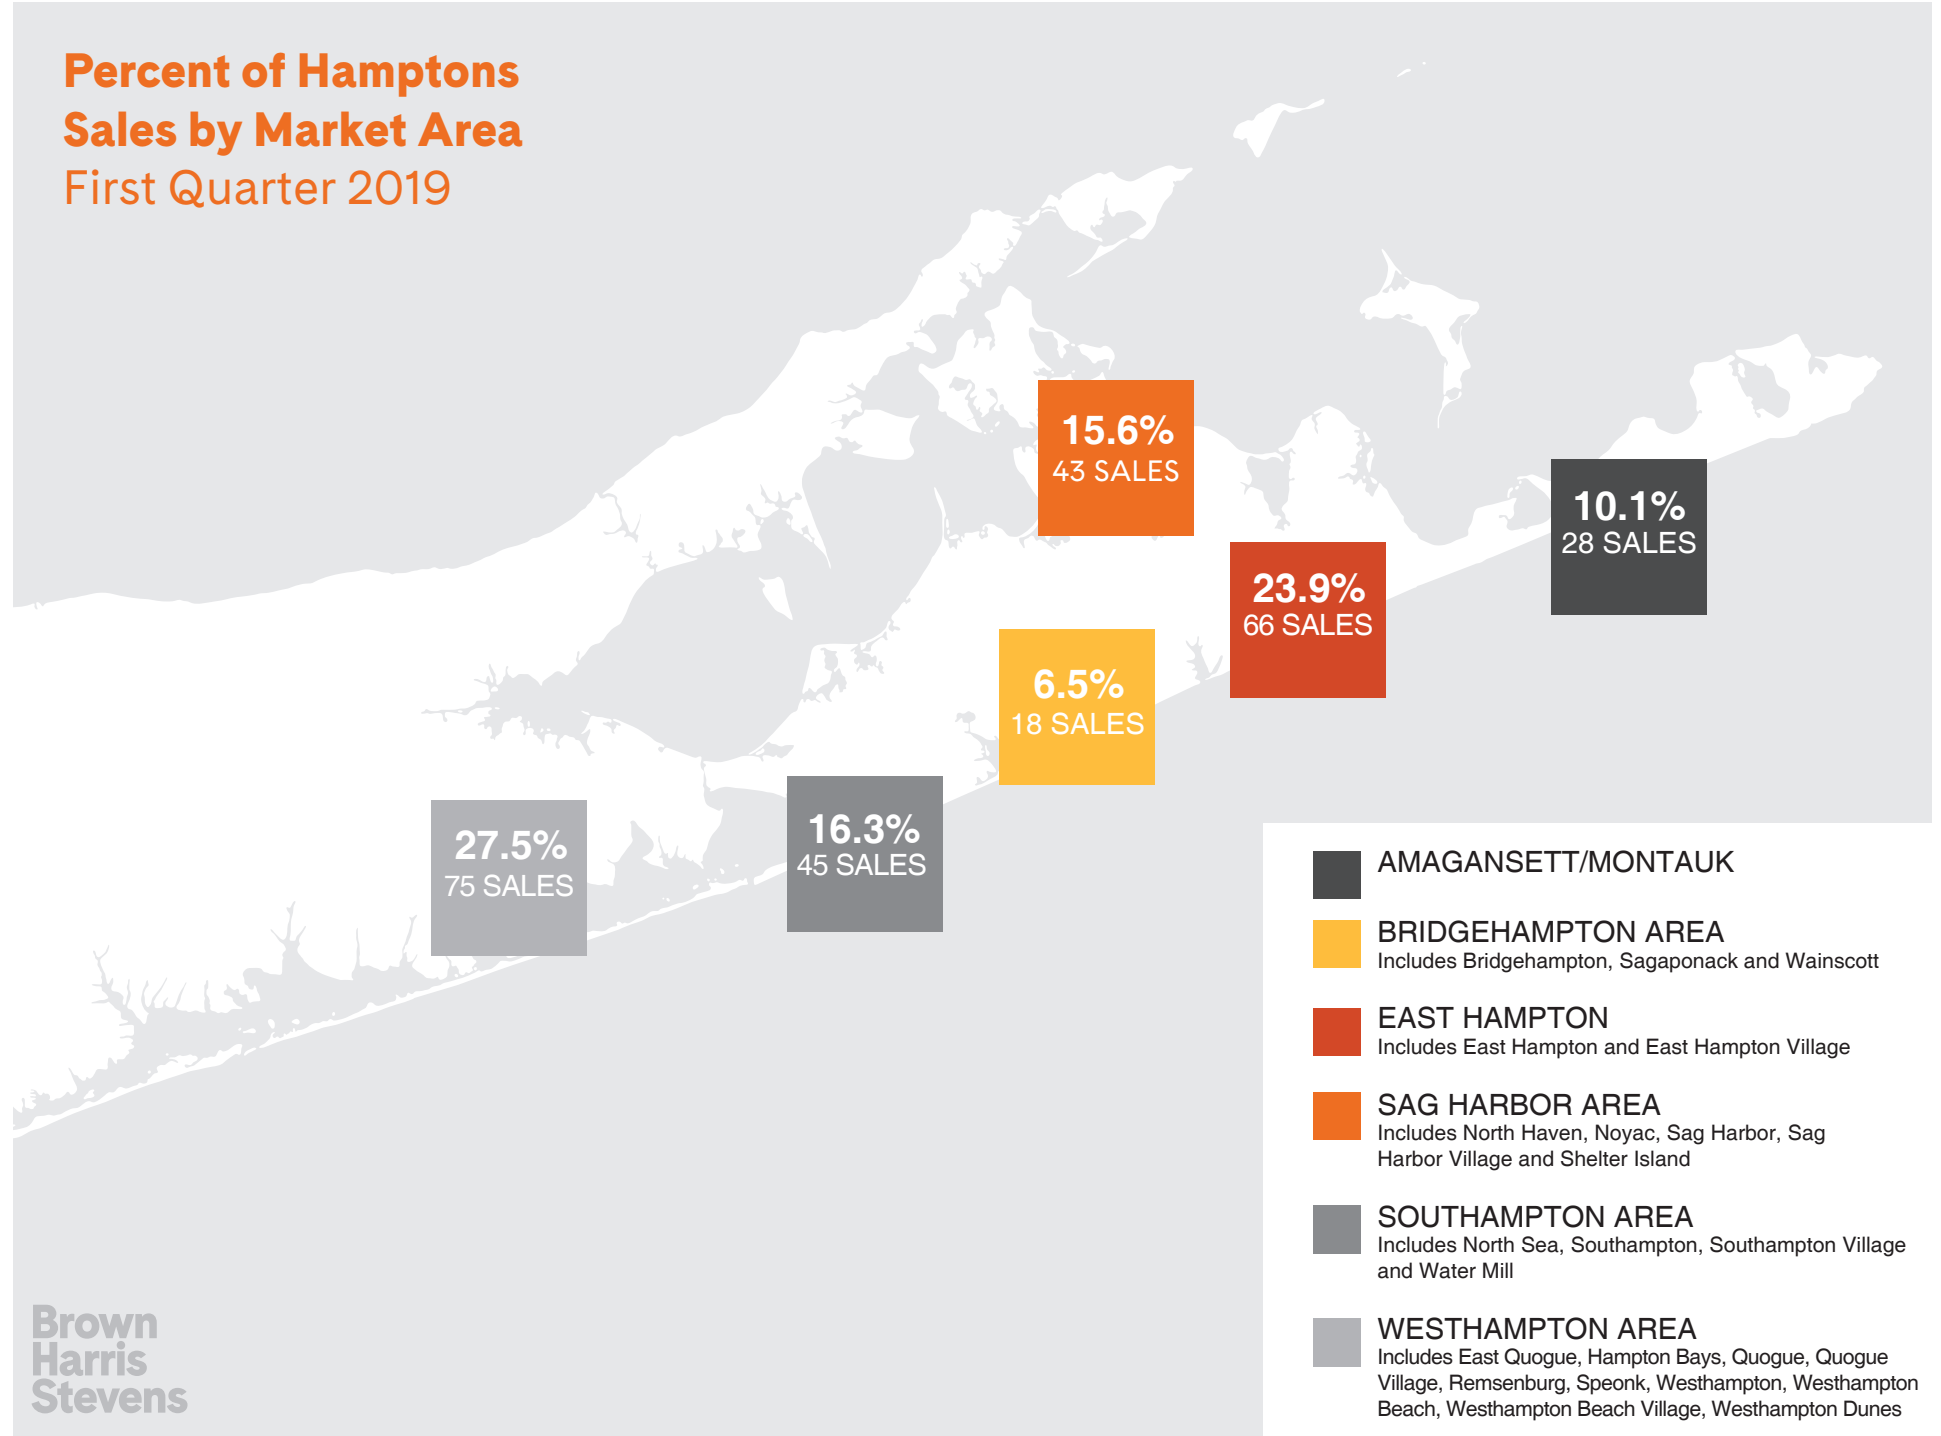 Percent of Hamptons
Sales by Market Area
First Quarter 2019
15.6%
43 SALES
10.1%
28 SALES
23.9%
66 SALES
6.5%
18 SALES
16.3%
45 SALES
27.5%
75 SALES
AMAGANSETT/MONTAUK
BRIDGEHAMPTON AREA
Includes Bridgehampton, Sagaponack and Wainscott
EAST HAMPTON
Includes East Hampton and East Hampton Village
SAG HARBOR AREA
Includes North Haven, Noyac, Sag Harbor, Sag
Harbor Village and Shelter Island
SOUTHAMPTON AREA
Includes North Sea, Southampton, Southampton Village
and Water Mill
WESTHAMPTON AREA
Includes East Quogue, Hampton Bays, Quogue, Quogue
Village, Remsenburg, Speonk, Westhampton, Westhampton
Beach, Westhampton Beach Village, Westhampton Dunes
Brown
Harris
Stevens